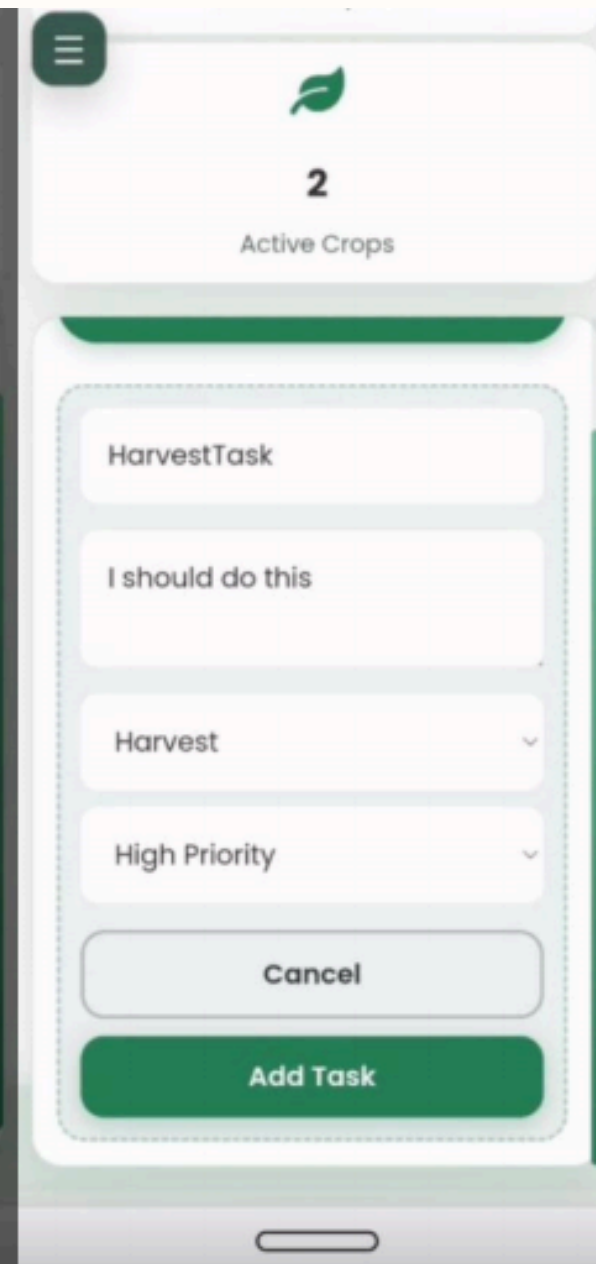 2
Active Crops
HarvestTask
I should do this
Harvest
High Priority
Cancel
Add Task